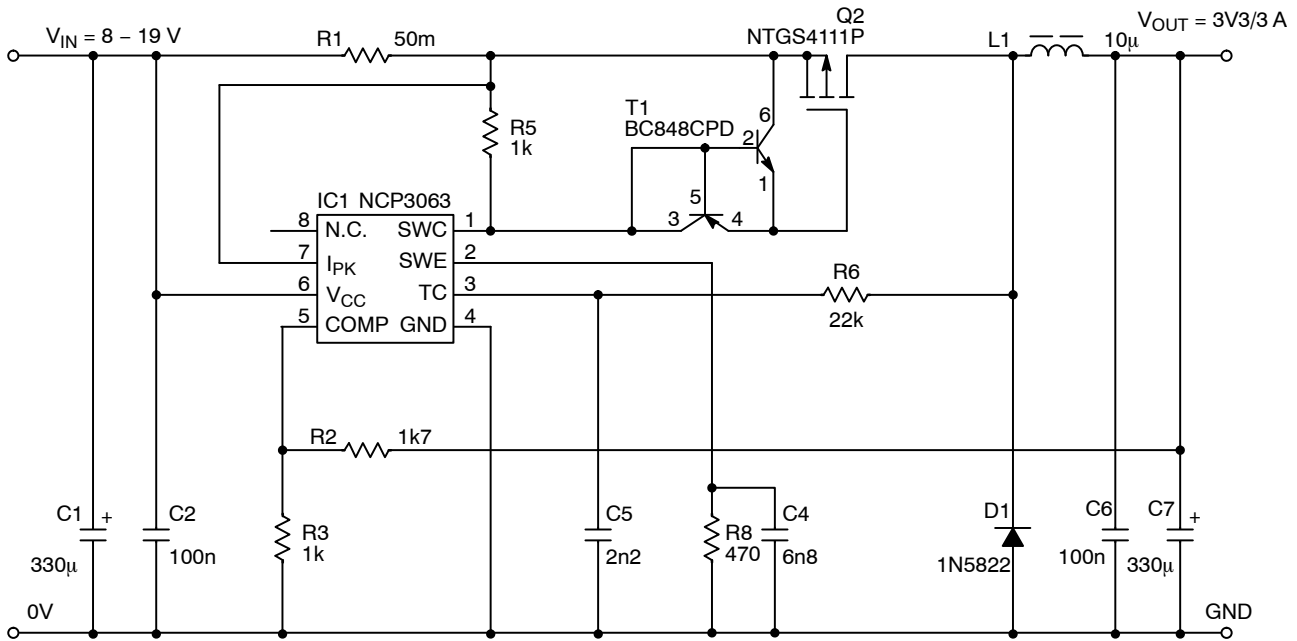 Q2
V_IN = 8 – 19 V
R1
50m
NTGS4111P
L1
10µ
V_OUT = 3V3/3 A
T1
BC848CPD
6
2
1
R5
1k
5
3
4
IC1 NCP3063
8
N.C.
SWC
1
7
I_PK
SWE
2
6
V_CC
TC
3
5
COMP
GND
4
R6
22k
R2
1k7
C1
+
330µ
C2
100n
R3
1k
C5
2n2
R8
470
C4
6n8
D1
1N5822
C6
100n
C7
+
330µ
0V
GND